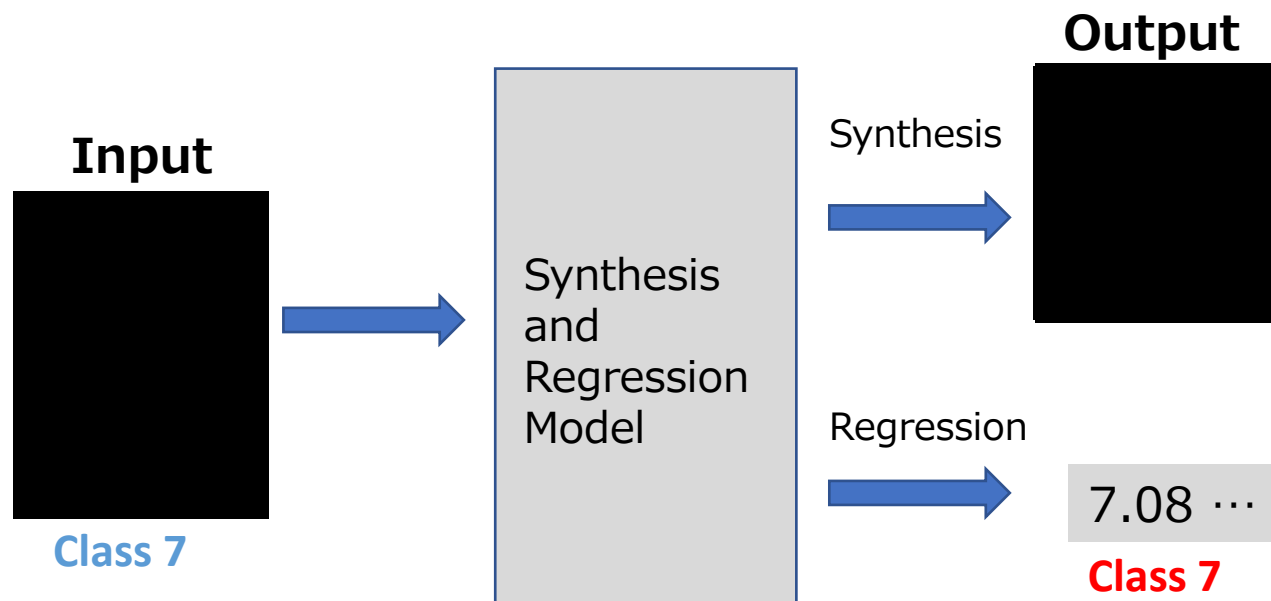 Output
Input
Synthesis
Synthesis
and
Regression
Model
Regression
7.08 ···
Class 7
Class 7